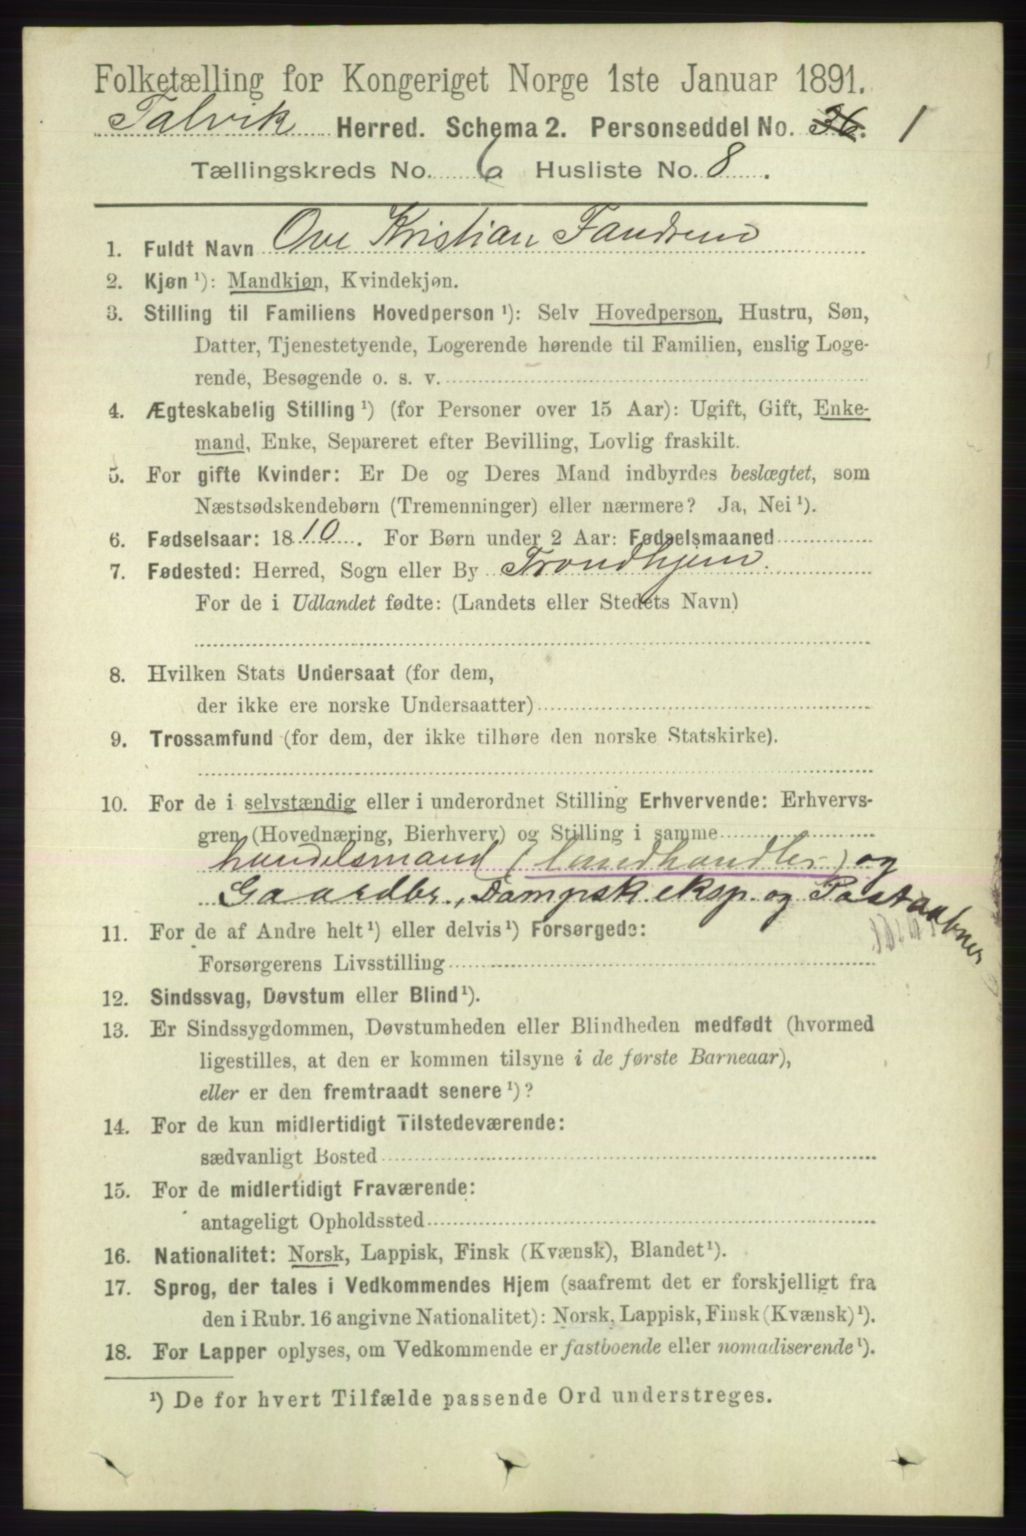 Folketælling for Kongeriget Norge 1ste Januar 1891.
Talvik Herred. Schema 2. Personseddel No. 36. 1
Tællingskreds No. 6 Husliste No. 8.
1. Fuldt Navn Ove Kristian Fandrem
2. Kjøn ¹): Mandkjøn, Kvindekjøn.
3. Stilling til Familiens Hovedperson ¹): Selv Hovedperson, Hustru, Søn,
Datter, Tjenestetyende, Logerende hørende til Familien, enslig Loge-
rende, Besøgende o. s. v.
4. Ægteskabelig Stilling ¹) (for Personer over 15 Aar): Ugift, Gift, Enke-
mand, Enke, Separeret efter Bevilling, Lovlig fraskilt.
5. For gifte Kvinder: Er De og Deres Mand indbyrdes beslægtet, som
Næstsødskendebørn (Tremenninger) eller nærmere? Ja, Nei ¹).
6. Fødselsaar: 1810. For Børn under 2 Aar: Fødselsmaaned
7. Fødested: Herred, Sogn eller By Trondhjem.
For de i Udlandet fødte: (Landets eller Stedets Navn)
8. Hvilken Stats Undersaat (for dem,
der ikke ere norske Undersaatter)
9. Trossamfund (for dem, der ikke tilhøre den norske Statskirke).
10. For de i selvstændig eller i underordnet Stilling Erhvervende: Erhvervs-
gren (Hovednæring, Bierhverv) og Stilling i samme
handelsmand (landhandler) og
Gaardbr., Dampsk.eksp. og Postaabner
11. For de af Andre helt ¹) eller delvis ¹) Forsørgede:
Forsørgerens Livsstilling
12. Sindssvag, Døvstum eller Blind ¹).
13. Er Sindssygdommen, Døvstumheden eller Blindheden medfødt (hvormed
ligestilles, at den er kommen tilsyne i de første Barneaar),
eller er den fremtraadt senere ¹)?
14. For de kun midlertidigt Tilstedeværende:
sædvanligt Bosted
15. For de midlertidigt Fraværende:
antageligt Opholdssted
16. Nationalitet: Norsk, Lappisk, Finsk (Kvænsk), Blandet ¹).
17. Sprog, der tales i Vedkommendes Hjem (saafremt det er forskjelligt fra
den i Rubr. 16 angivne Nationalitet): Norsk, Lappisk, Finsk (Kvænsk) ¹).
18. For Lapper oplyses, om Vedkommende er fastboende eller nomadiserende ¹).
¹) De for hvert Tilfælde passende Ord understreges.